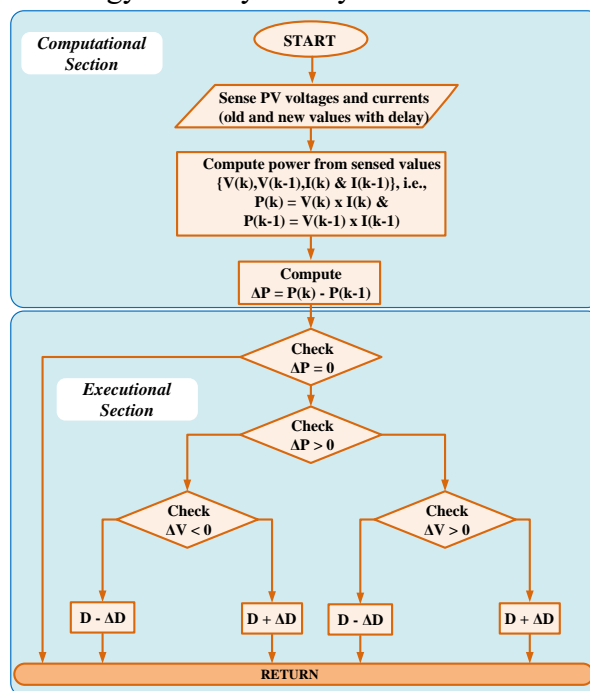 Computational
Section
START
Sense PV voltages and currents
(old and new values with delay)
Compute power from sensed values
{V(k),V(k-1),I(k) & I(k-1)}, i.e.,
P(k) = V(k) x I(k) &
P(k-1) = V(k-1) x I(k-1)
Compute
ΔP = P(k) - P(k-1)
Check
ΔP = 0
Executional
Section
Check
ΔP > 0
Check
ΔV < 0
Check
ΔV > 0
D - ΔD
D + ΔD
D - ΔD
D + ΔD
RETURN